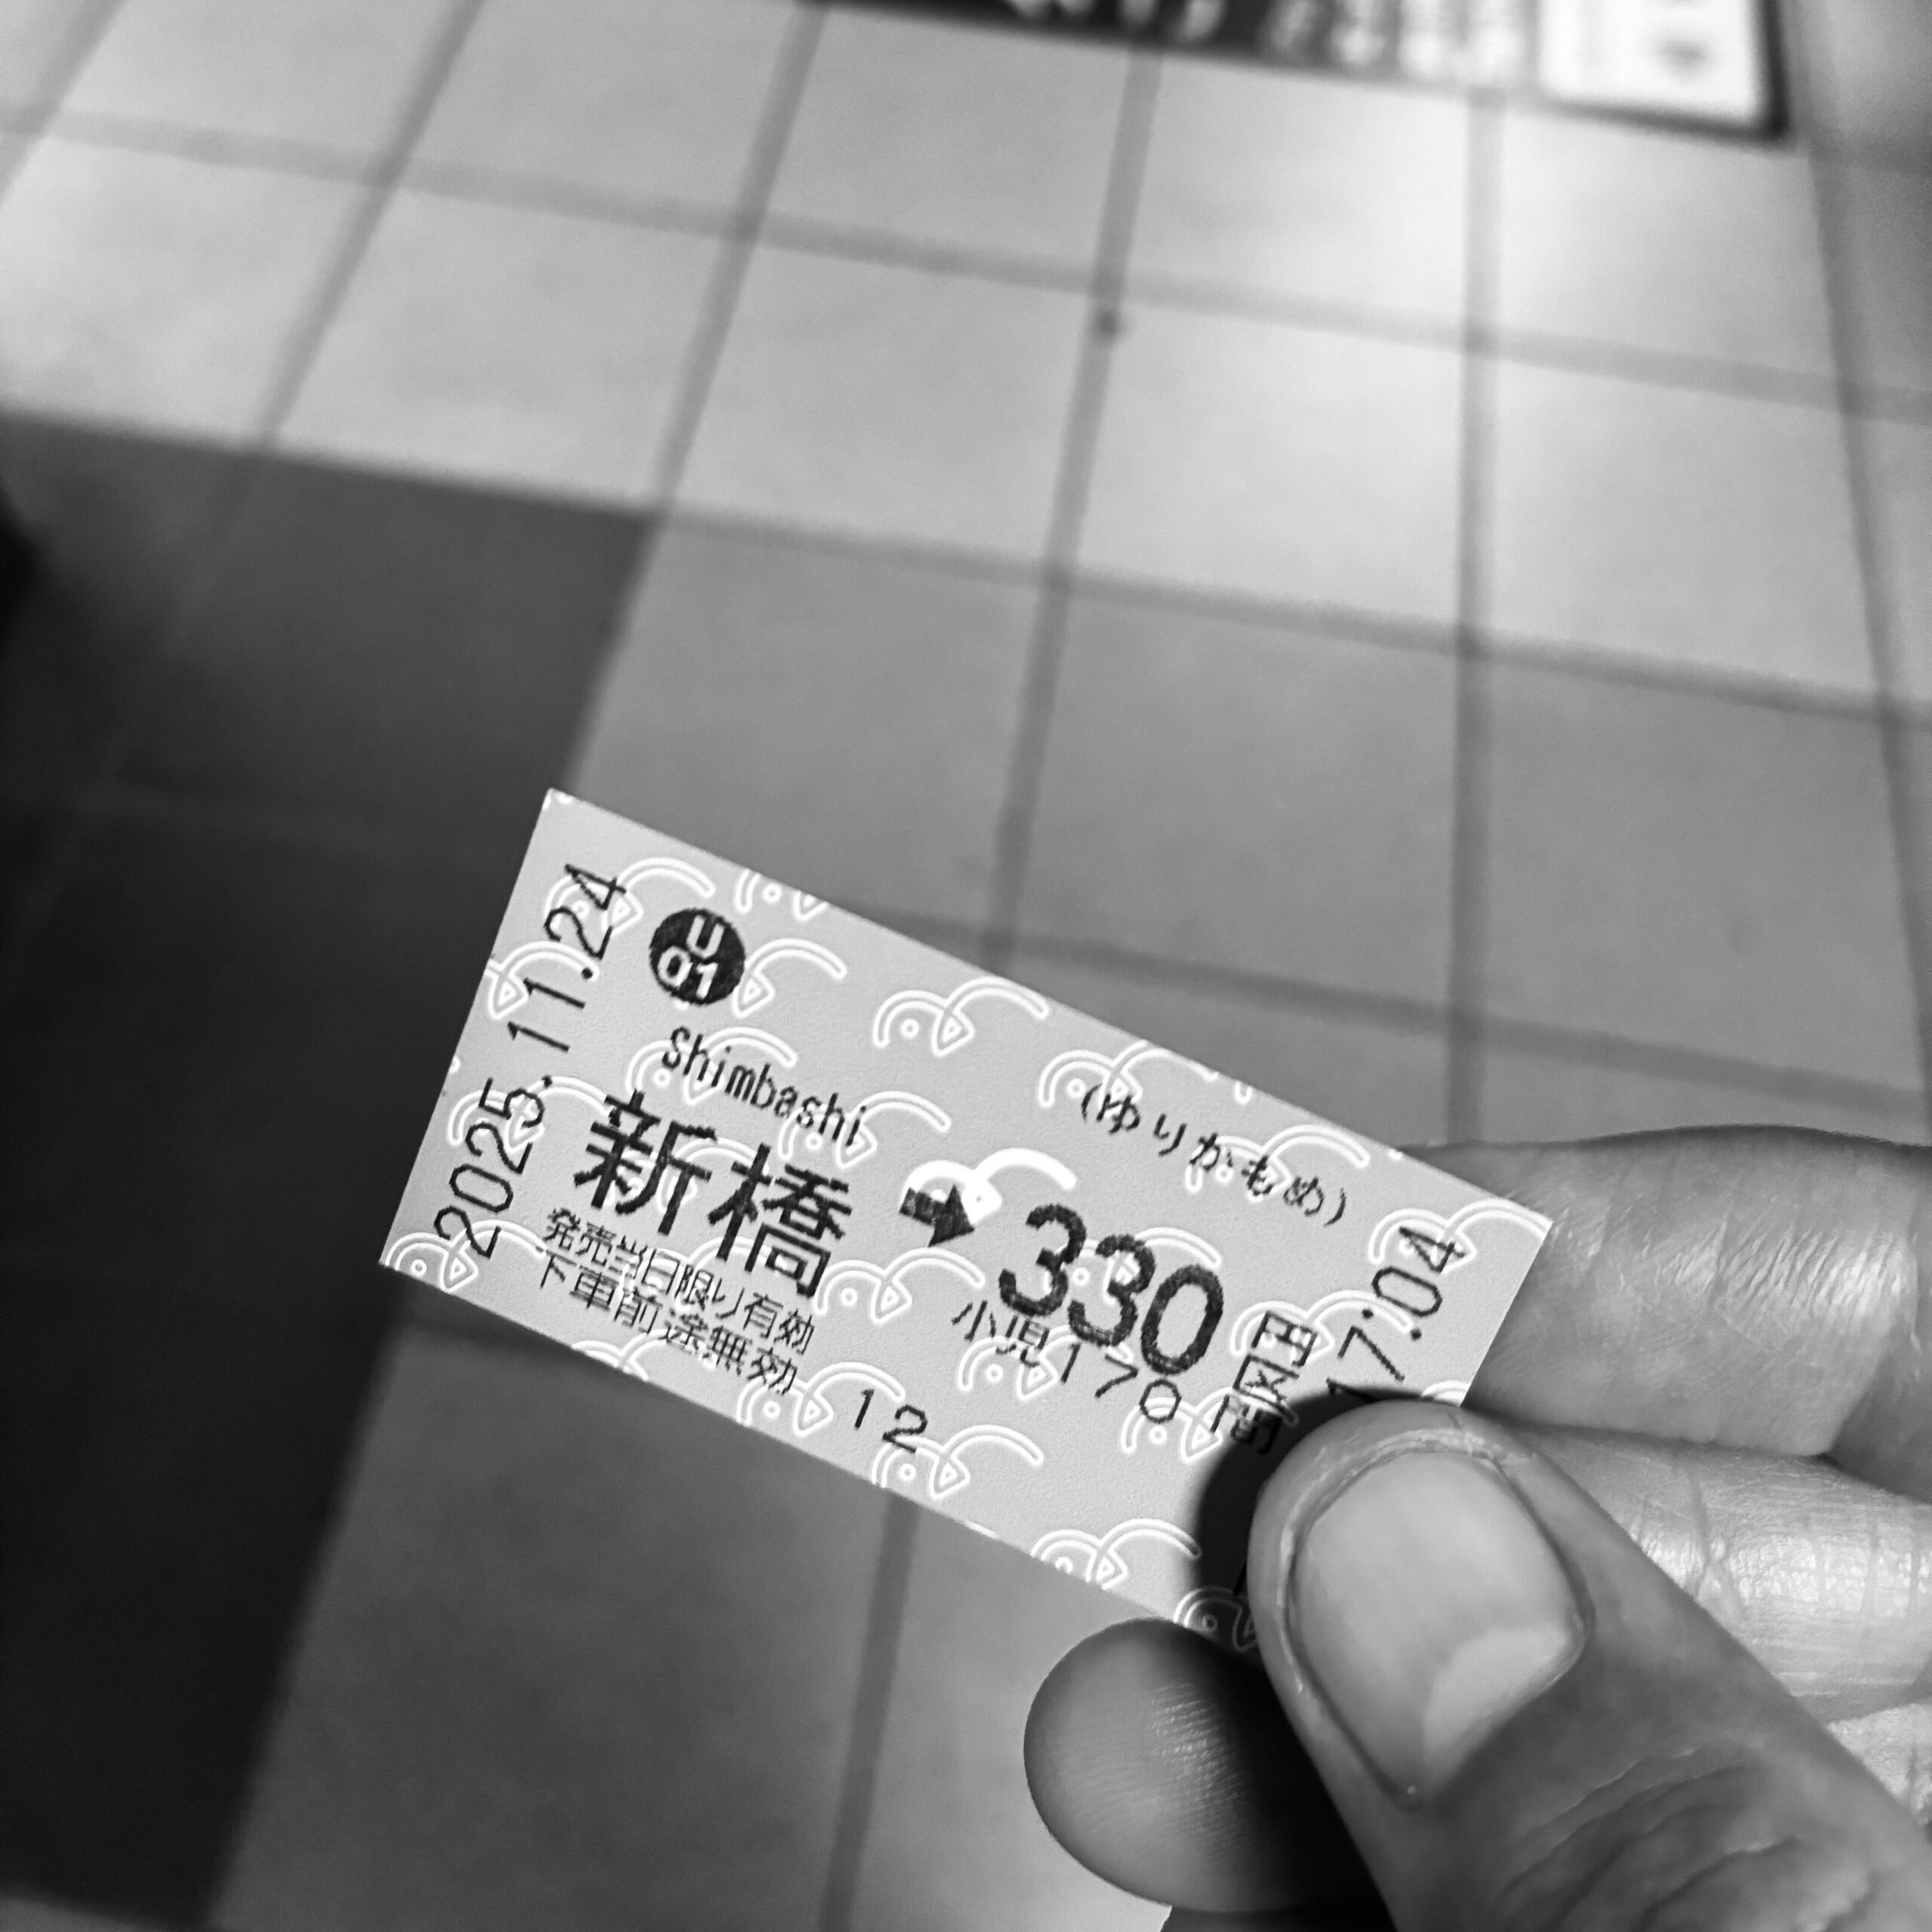 2025.11.24
U
01
Shimbashi
(ゆりかもめ)
新橋 ➡ 330円区間
小児170
発売当日限り有効
下車前途無効
12
17:04